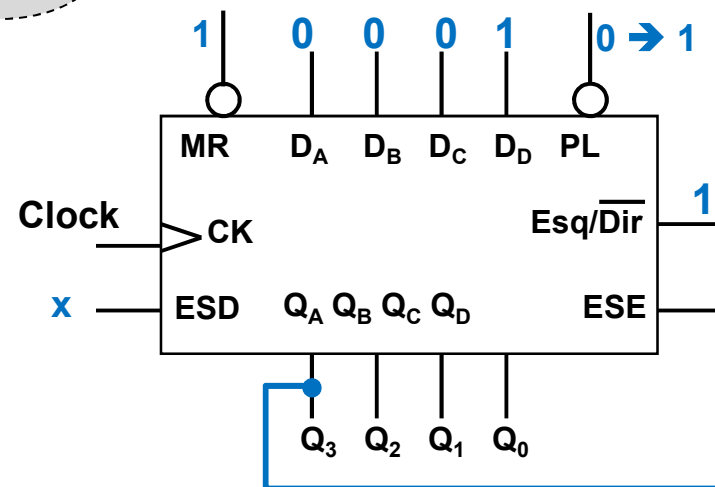 1 0 0 0 1 0 → 1
MR D_A D_B D_C D_D PL
Esq/D̅i̅r̅ 1
Clock CK
x ESD Q_A Q_B Q_C Q_D ESE
Q_3 Q_2 Q_1 Q_0